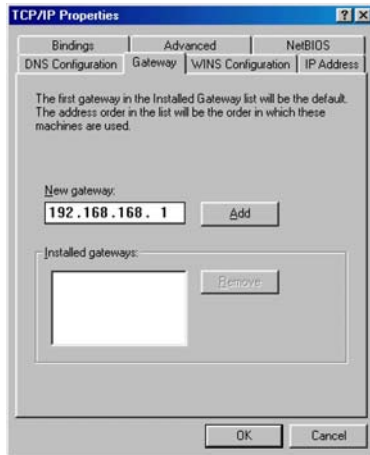 TCP/IP Properties
Bindings Advanced NetBIOS
DNS Configuration Gateway WINS Configuration IP Address
The first gateway in the Installed Gateway list will be the default.
The address order in the list will be the order in which these
machines are used.
New gateway:
192.168.168. 1 Add
Installed gateways:
Remove
OK Cancel